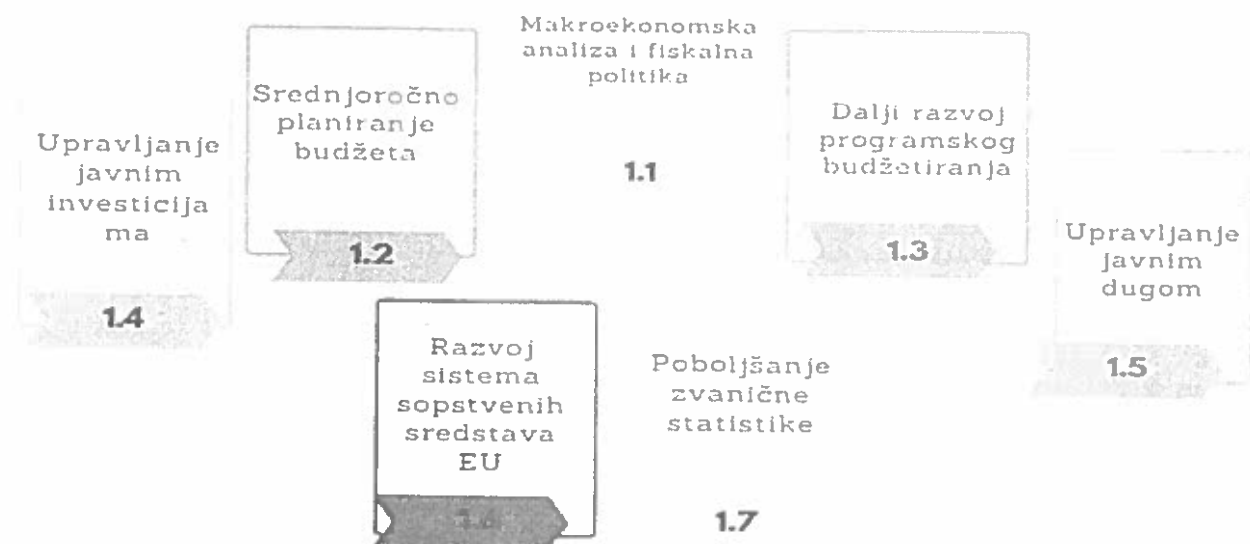 Makroekonomska
analiza i fiskalna
politika
1.1
Srednjoročno
planiranje
budžeta
1.2
Dalji razvoj
programskog
budžetiranja
1.3
Upravljanje
javnim
investicija
ma
1.4
Upravljanje
javnim
dugom
1.5
Razvoj
sistema
sopstvenih
sredstava
EU
1.6
Poboljšanje
zvanične
statistike
1.7